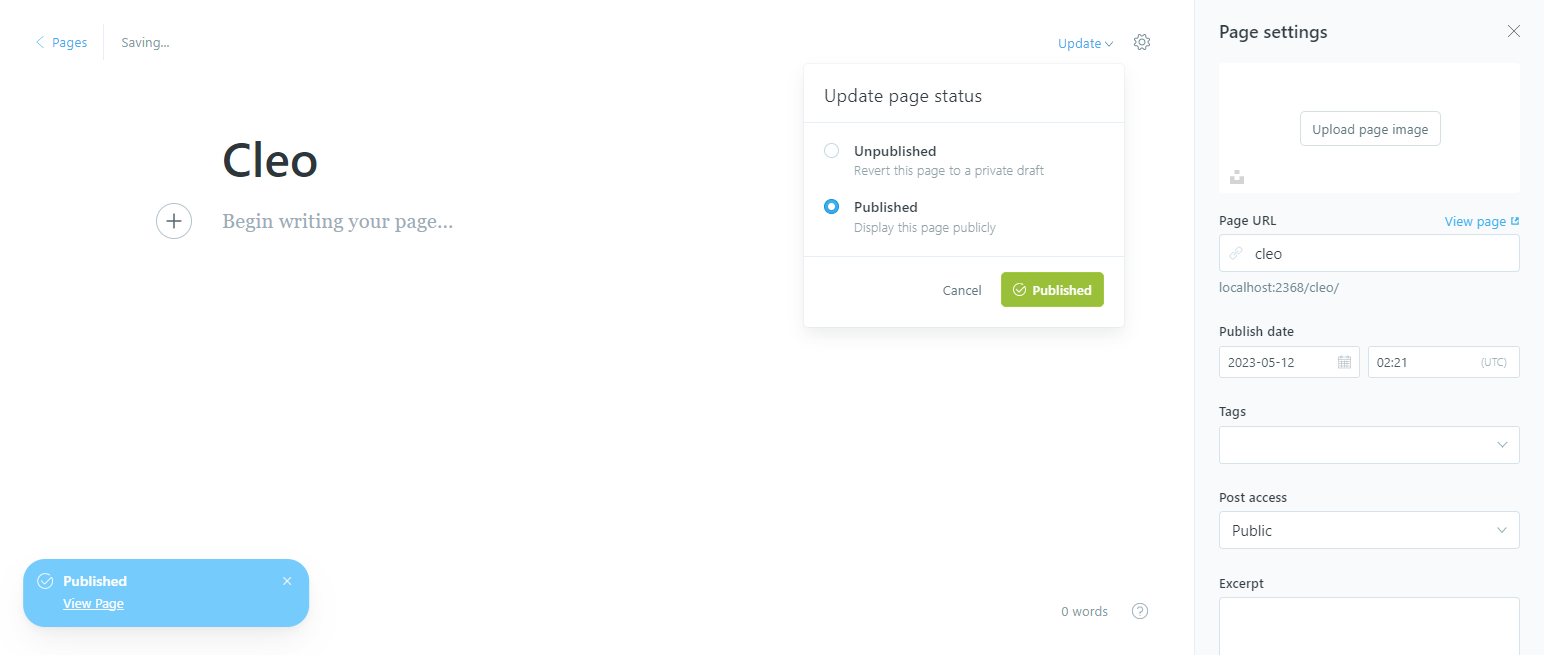 Pages
Saving...
Update
Update page status
Unpublished
Revert this page to a private draft
Published
Display this page publicly
Cancel
Published
Cleo
Begin writing your page...
Published
View Page
0 words
?
Page settings
Upload page image
Page URL
View page
cleo
localhost:2368/cleo/
Publish date
2023-05-12
02:21
(UTC)
Tags
Post access
Public
Excerpt